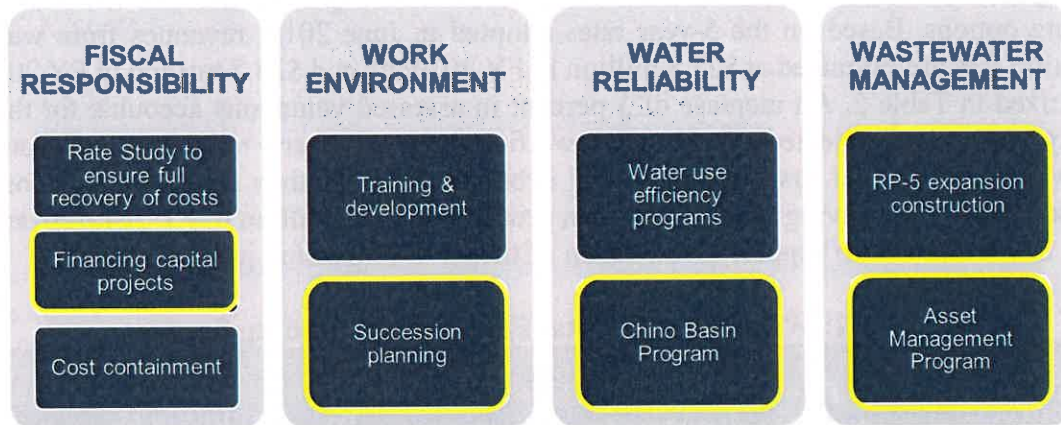 FISCAL
RESPONSIBILITY
Rate Study to
ensure full
recovery of costs
Financing capital
projects
Cost containment
WORK
ENVIRONMENT
Training &
development
Succession
planning
WATER
RELIABILITY
Water use
efficiency
programs
Chino Basin
Program
WASTEWATER
MANAGEMENT
RP-5 expansion
construction
Asset
Management
Program